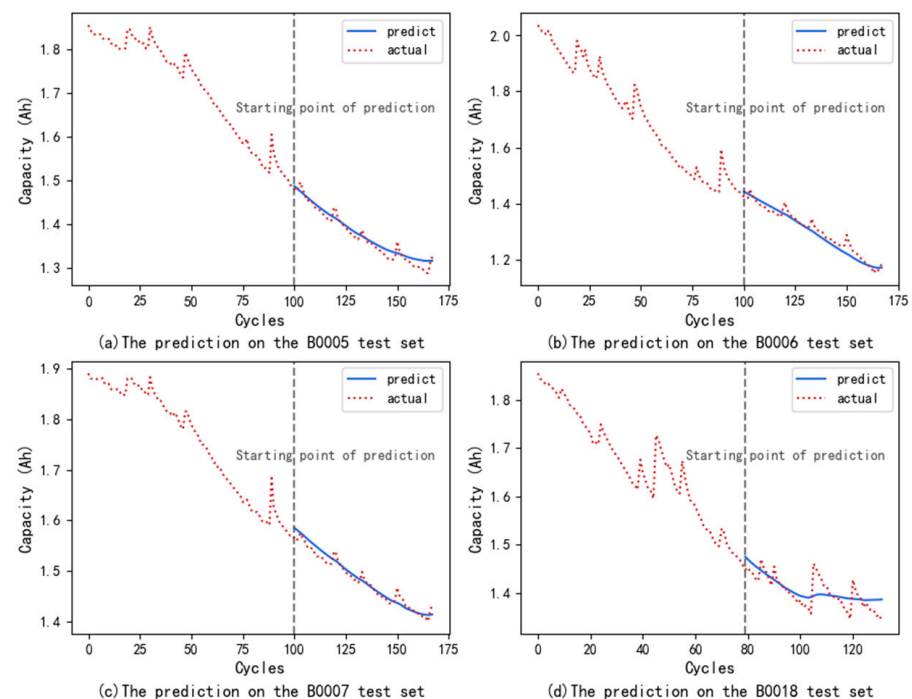 predict
actual
1.8
1.7
1.6
1.5
1.4
1.3
Capacity (Ah)
Starting point of prediction
0 25 50 75 100 125 150 175
Cycles
(a)The prediction on the B0005 test set
predict
actual
2.0
1.8
1.6
1.4
1.2
Capacity (Ah)
Starting point of prediction
0 25 50 75 100 125 150 175
Cycles
(b)The prediction on the B0006 test set
predict
actual
1.9
1.8
1.7
1.6
1.5
1.4
Capacity (Ah)
Starting point of prediction
0 25 50 75 100 125 150 175
Cycles
(c)The prediction on the B0007 test set
predict
actual
1.8
1.7
1.6
1.5
1.4
Capacity (Ah)
Starting point of prediction
0 20 40 60 80 100 120
Cycles
(d)The prediction on the B0018 test set